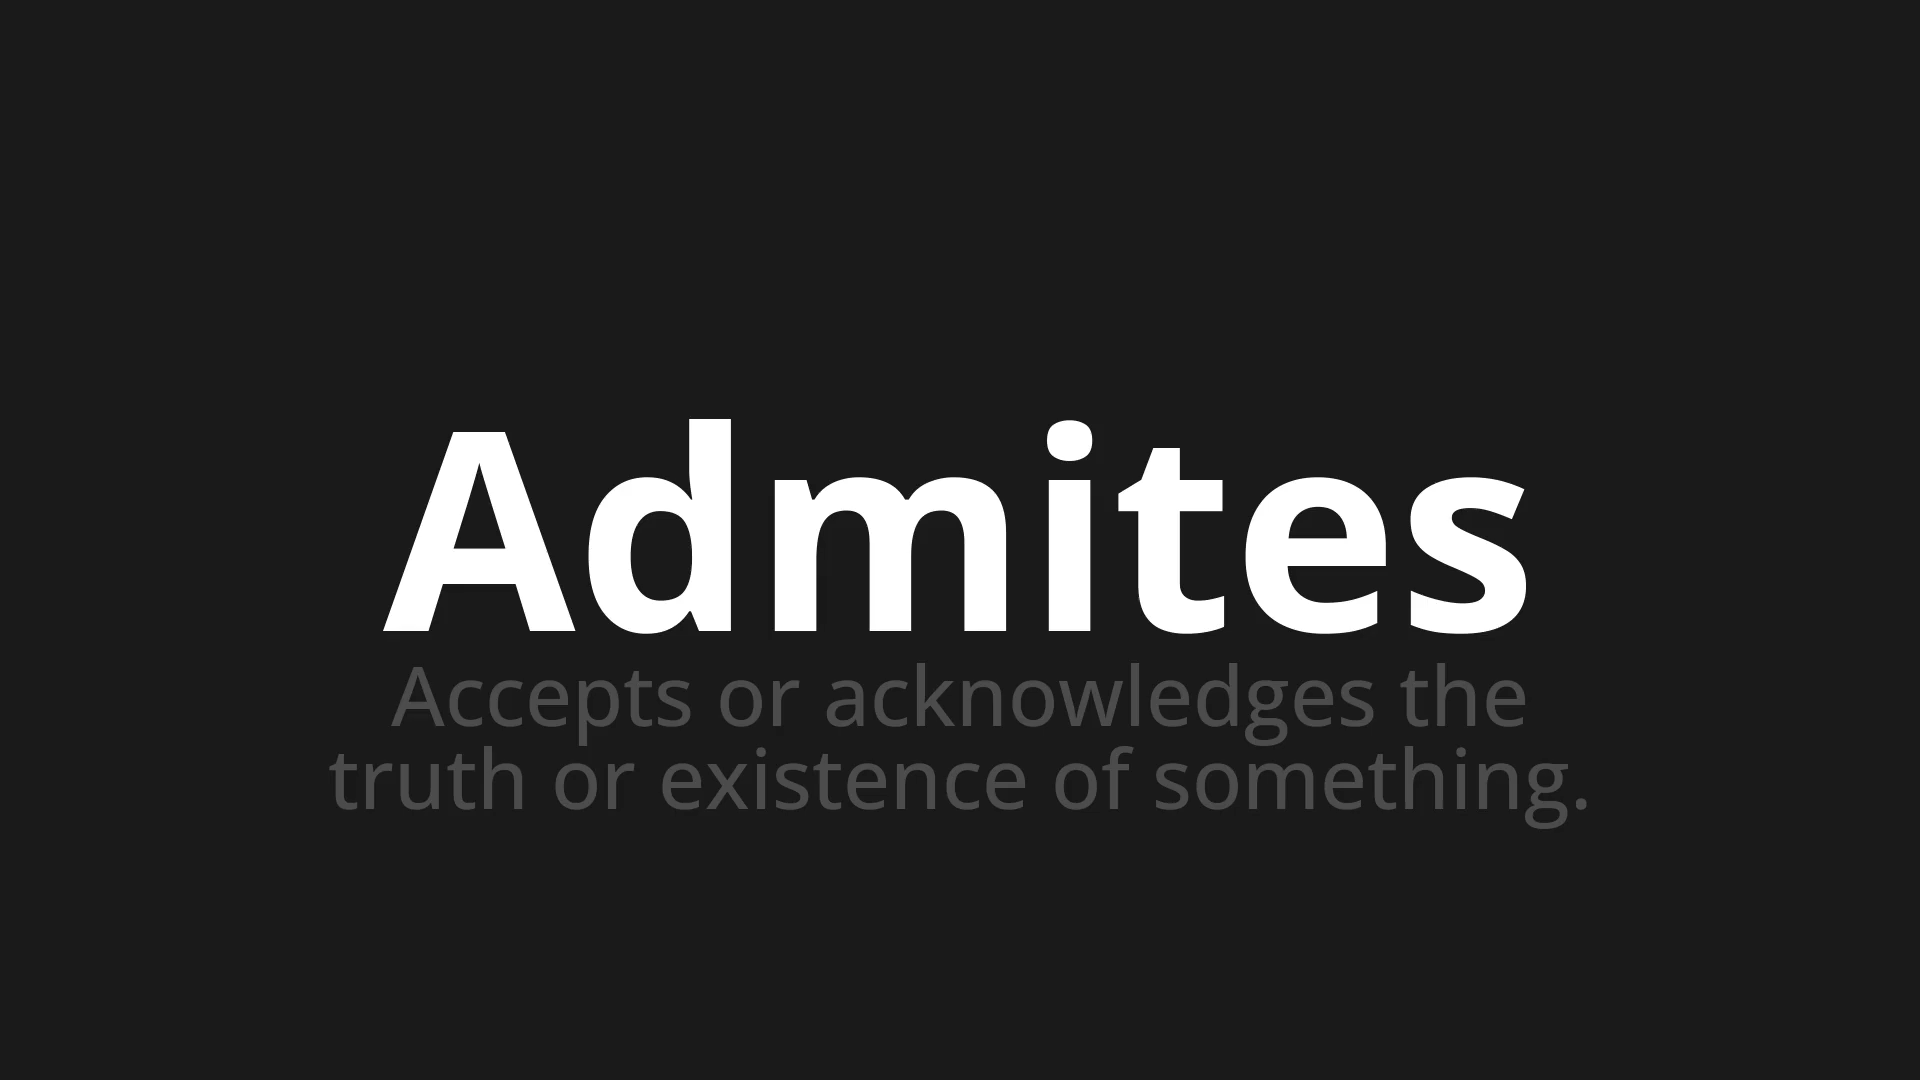 Admites
Accepts or acknowledges the
truth or existence of something.